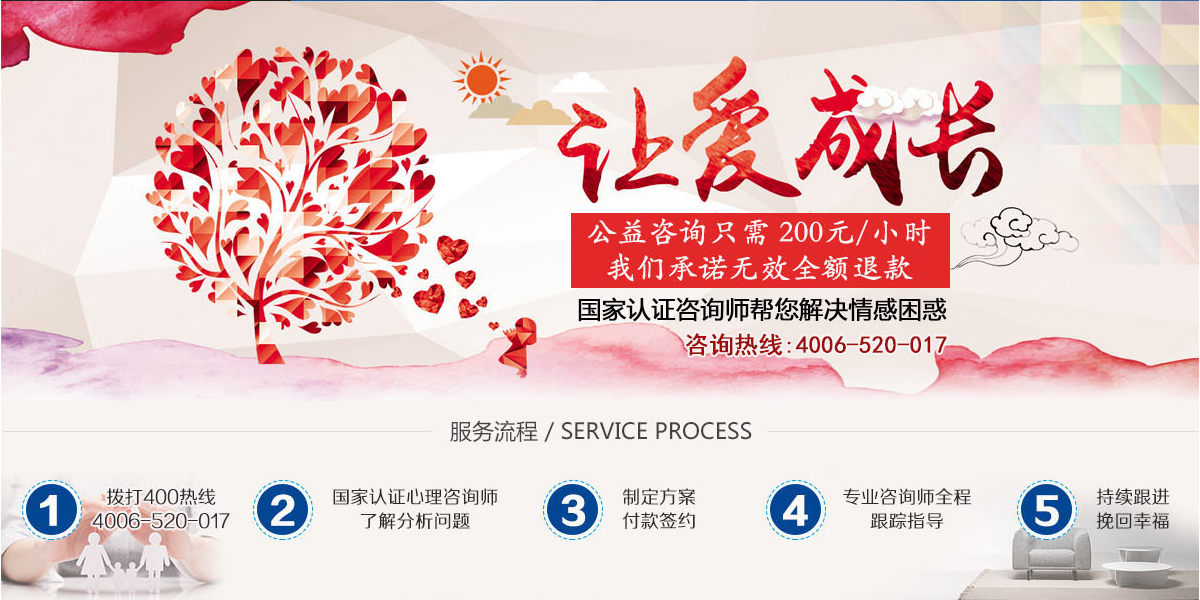 让爱成长
公益咨询只需 200元/小时
我们承诺无效全额退款
国家认证咨询师帮您解决情感困惑
咨询热线:4006-520-017
服务流程 / SERVICE PROCESS
1
拨打400热线
4006-520-017
2
国家认证心理咨询师
了解分析问题
3
制定方案
付款签约
4
专业咨询师全程
跟踪指导
5
持续跟进
挽回幸福